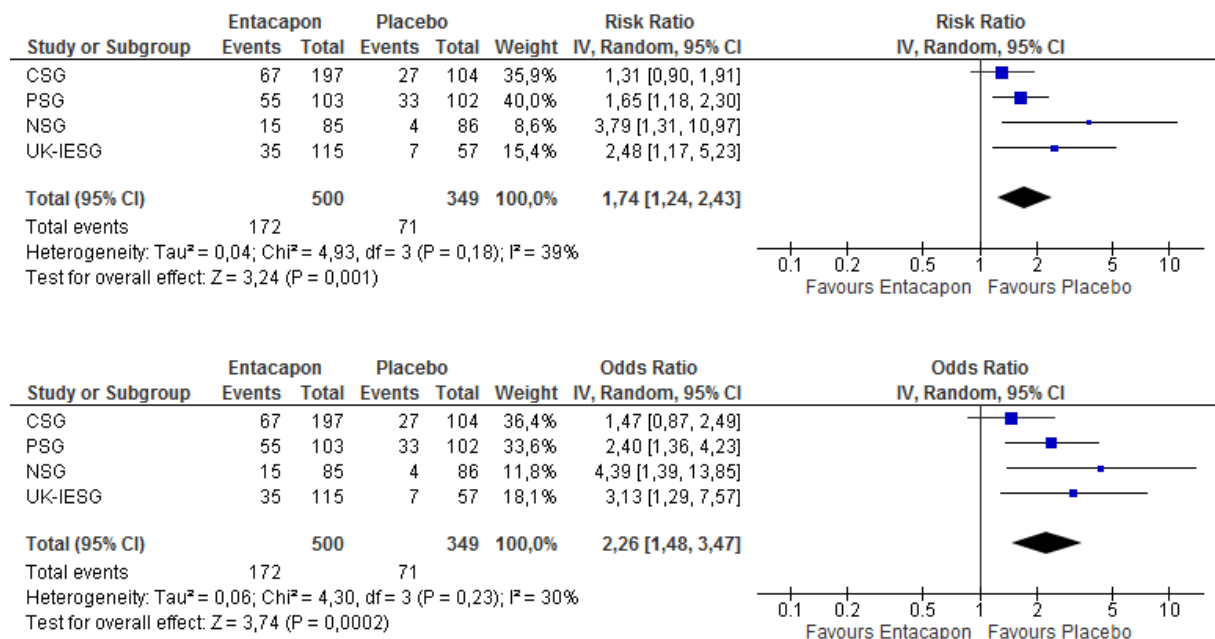 Entacapon Placebo Risk Ratio Risk Ratio
Study or Subgroup Events Total Events Total Weight IV, Random, 95% CI IV, Random, 95% CI
CSG 67 197 27 104 35,9% 1,31 [0,90, 1,91]
PSG 55 103 33 102 40,0% 1,65 [1,18, 2,30]
NSG 15 85 4 86 8,6% 3,79 [1,31, 10,97]
UK-IESG 35 115 7 57 15,4% 2,48 [1,17, 5,23]
Total (95% CI) 500 349 100,0% 1,74 [1,24, 2,43]
Total events 172 71
Heterogeneity: Tau² = 0,04; Chi² = 4,93, df = 3 (P = 0,18); I² = 39%
Test for overall effect: Z = 3,24 (P = 0,001)
0.1 0.2 0.5 1 2 5 10
Favours Entacapon Favours Placebo
Entacapon Placebo Odds Ratio Odds Ratio
Study or Subgroup Events Total Events Total Weight IV, Random, 95% CI IV, Random, 95% CI
CSG 67 197 27 104 36,4% 1,47 [0,87, 2,49]
PSG 55 103 33 102 33,6% 2,40 [1,36, 4,23]
NSG 15 85 4 86 11,8% 4,39 [1,39, 13,85]
UK-IESG 35 115 7 57 18,1% 3,13 [1,29, 7,57]
Total (95% CI) 500 349 100,0% 2,26 [1,48, 3,47]
Total events 172 71
Heterogeneity: Tau² = 0,06; Chi² = 4,30, df = 3 (P = 0,23); I² = 30%
Test for overall effect: Z = 3,74 (P = 0,0002)
0.1 0.2 0.5 1 2 5 10
Favours Entacapon Favours Placebo